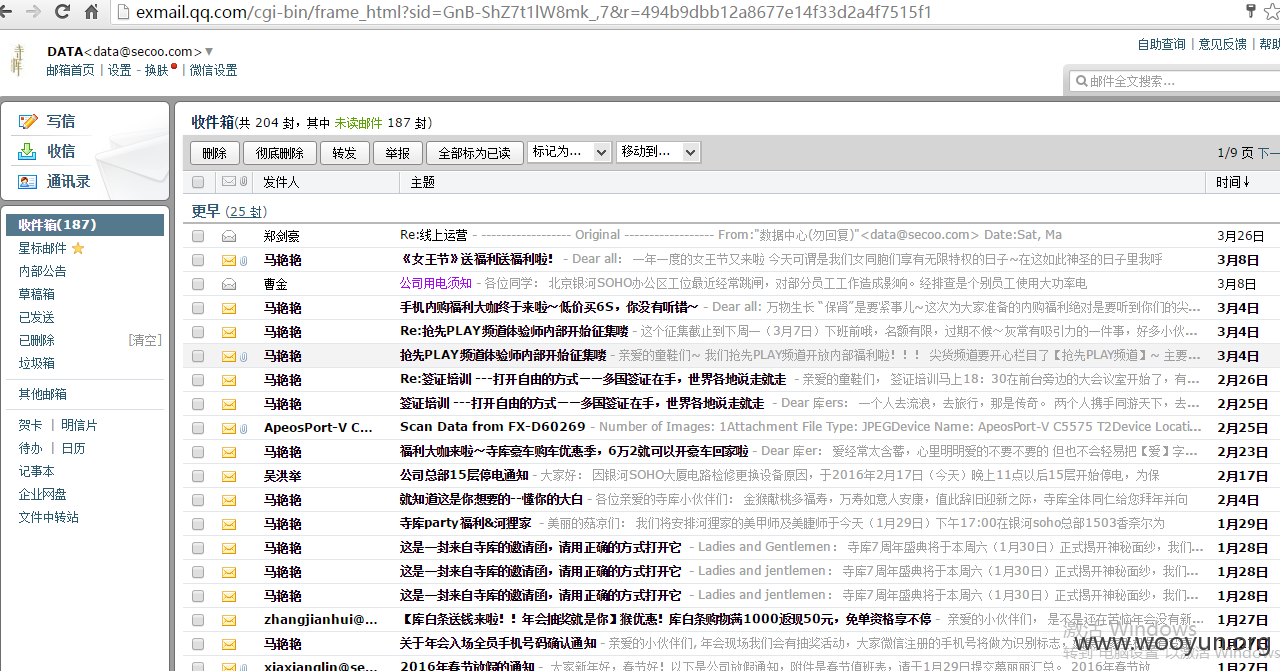 exmail.qq.com/cgi-bin/frame_html?sid=GnB-ShZ7t1lW8mk_,7&r=494b9dbb12a8677e14f33d2a4f7515f1
DATA<data@secoo.com>
自助查询 | 意见反馈 | 帮助
邮箱首页 | 设置 - 换肤 | 微信设置
邮件全文搜索...
写信
收信
通讯录
收件箱(187)
星标邮件
内部公告
草稿箱
已发送
已删除 [清空]
垃圾箱
其他邮箱
贺卡 | 明信片
待办 | 日历
记事本
企业网盘
文件中转站
收件箱(共 204 封，其中 未读邮件 187 封)
删除 彻底删除 转发 举报 全部标为已读 标记为... 移动到... 1/9 页 下一
发件人 主题 时间↓
更早 (25 封)
郑剑豪 Re:线上运营 - ------------------ Original ------------------ From:"数据中心(勿回复)"<data@secoo.com> Date:Sat, Ma 3月26日
马艳艳 《女王节》送福利送福利啦！ - Dear all： 一年一度的女王节又来啦 今天可谓是我们女同胞们享有无限特权的日子~在这如此神圣的日子里我呼 3月8日
曹金 公司用电须知 - 各位同学： 北京银河SOHO办公区工位最近经常跳闸，对部分员工工作造成影响。经排查是个别员工使用大功率电 3月8日
马艳艳 手机内购福利大咖终于来啦~低价买6S，你没有听错~ - Dear all: 万物生长 “保肾”是要紧事儿~这次为大家准备的内购福利绝对是要听到你们的尖... 3月4日
马艳艳 Re:抢先PLAY频道体验师内部开始征集喽 - 这个征集截止到下周一（3月7日）下班前哦，名额有限，过期不候~灰常有吸引力的一件事，好多小伙... 3月4日
马艳艳 抢先PLAY频道体验师内部开始征集喽 - 亲爱的童鞋们~ 我们抢先PLAY频道开放内部福利啦！！！ 尖货频道要开心栏目了【抢先PLAY频道】~ 主要... 3月4日
马艳艳 Re:签证培训 ---打开自由的方式——多国签证在手，世界各地说走就走 - 亲爱的童鞋们， 签证培训马上18：30在前台旁边的大会议室开始了，有... 2月26日
马艳艳 签证培训 ---打开自由的方式——多国签证在手，世界各地说走就走 - Dear 库ers： 一个人去流浪，去旅行，那是传奇。 两个人携手同游天下，去... 2月25日
ApeosPort-V C... Scan Data from FX-D60269 - Number of Images: 1Attachment File Type: JPEGDevice Name: ApeosPort-V C5575 T2Device Locati... 2月25日
马艳艳 福利大咖来啦~库车库豪车购车优惠季，6万2就可以开豪车回家啦 - Dear 库er： 爱经常太含蓄，心里明明爱的不要不要的 但也不会轻易把【爱】字... 2月23日
吴洪举 公司总部15层停电通知 - 大家好： 因银河SOHO大厦电路检修更换设备原因，于2016年2月17日（今天）晚上11点以后15层开始停电，为保 2月17日
马艳艳 就知道这是你想要的--懂你的大白 - 各位亲爱的寺库小伙伴们： 金猴献桃多福寿，万寿如意人安康，值此辞旧迎新之际，寺库全体同仁给您拜年并向 2月4日
马艳艳 寺库party福利&河狸家 - 美丽的姑凉们： 我们将安排河狸家的美甲师及美睫师于今天（1月29日）下午17:00在银河soho总部1503香奈尔为 1月29日
马艳艳 这是一封来自寺库的邀请函，请用正确的方式打开它 - Ladies and Gentlemen： 寺库7周年盛典将于本周六（1月30日）正式揭开神秘面纱，我们... 1月28日
马艳艳 这是一封来自寺库的邀请函，请用正确的方式打开它 - Ladies and jentlemen： 寺库7周年盛典将于本周六（1月30日）正式揭开神秘面纱，我们... 1月28日
马艳艳 这是一封来自寺库的邀请函，请用正确的方式打开它 - Ladies and jentlemen： 寺库7周年盛典将于本周六（1月30日）正式揭开神秘面纱，我们... 1月28日
zhangjianhui@... 【库白条送钱来啦！！年会抽奖就是你】猴优惠！库白条购物满1000返现50元，免单资格享不停 - 亲爱的小伙伴们， 是不是还在苦恼年会没有新... 1月27日
马艳艳 关于年会入场会员手机号码确认通知 - 亲爱的小伙伴们, 年会现场我们会有抽奖活动，大家微信注册的手机号将做为识别标志， 1月27日
xiaxianglin@se... 2016年春节放假的通知 - 大家新年好，春节好！以下是公司放假通知，附件是春节值班表，请于1月29日提交慕丽丽汇总。 2016年春节放 1月27日
激活 Windows
www.wooyun.org
转到“电脑设置”以激活 Windows